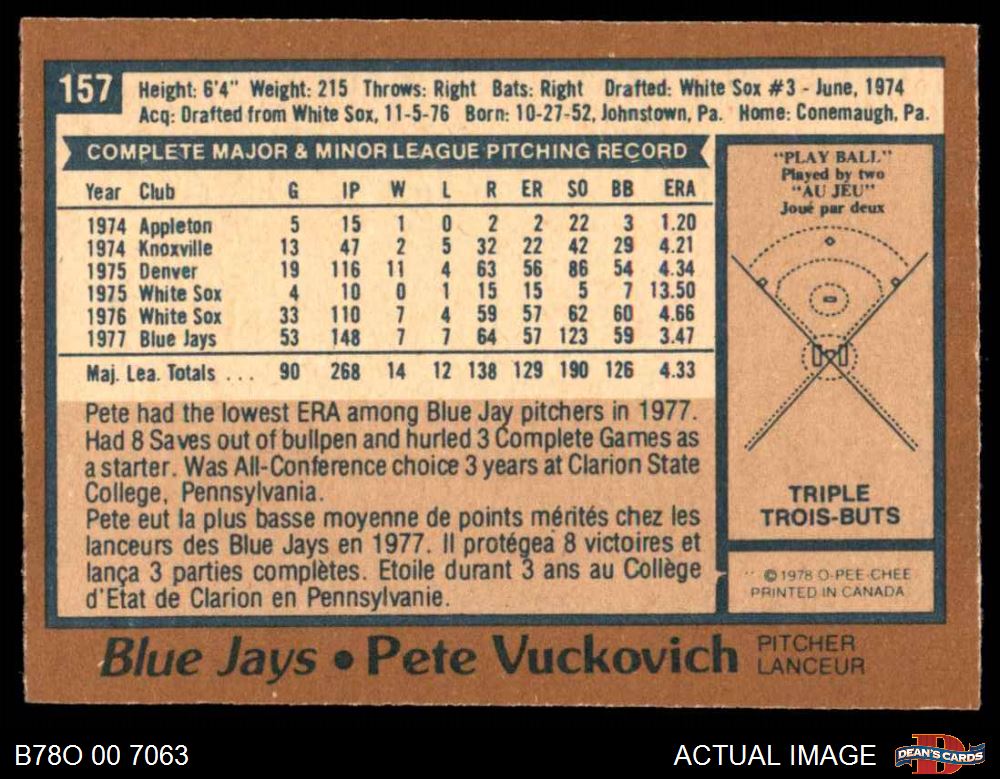 157
Height: 6'4" Weight: 215 Throws: Right Bats: Right Drafted: White Sox #3 - June, 1974
Acq: Drafted from White Sox, 11-5-76 Born: 10-27-52, Johnstown, Pa. Home: Conemaugh, Pa.
COMPLETE MAJOR & MINOR LEAGUE PITCHING RECORD
Year Club G IP W L R ER SO BB ERA
1974 Appleton 5 15 1 0 2 2 22 3 1.20
1974 Knoxville 13 47 2 5 32 22 42 29 4.21
1975 Denver 19 116 11 4 63 56 86 54 4.34
1975 White Sox 4 10 0 1 15 15 5 7 13.50
1976 White Sox 33 110 7 4 59 57 62 60 4.66
1977 Blue Jays 53 148 7 7 64 57 123 59 3.47
Maj. Lea. Totals ... 90 268 14 12 138 129 190 126 4.33
Pete had the lowest ERA among Blue Jay pitchers in 1977.
Had 8 Saves out of bullpen and hurled 3 Complete Games as
a starter. Was All-Conference choice 3 years at Clarion State
College, Pennsylvania.
Pete eut la plus basse moyenne de points mérités chez les
lanceurs des Blue Jays en 1977. Il protégea 8 victoires et
lança 3 parties complètes. Etoile durant 3 ans au Collège
d'Etat de Clarion en Pennsylvanie.
"PLAY BALL"
Played by two
"AU JEU"
Joué par deux
TRIPLE
TROIS-BUTS
©1978 O-PEE-CHEE
PRINTED IN CANADA
Blue Jays • Pete Vuckovich
PITCHER
LANCEUR
B78O 00 7063
ACTUAL IMAGE
DEAN'S CARDS